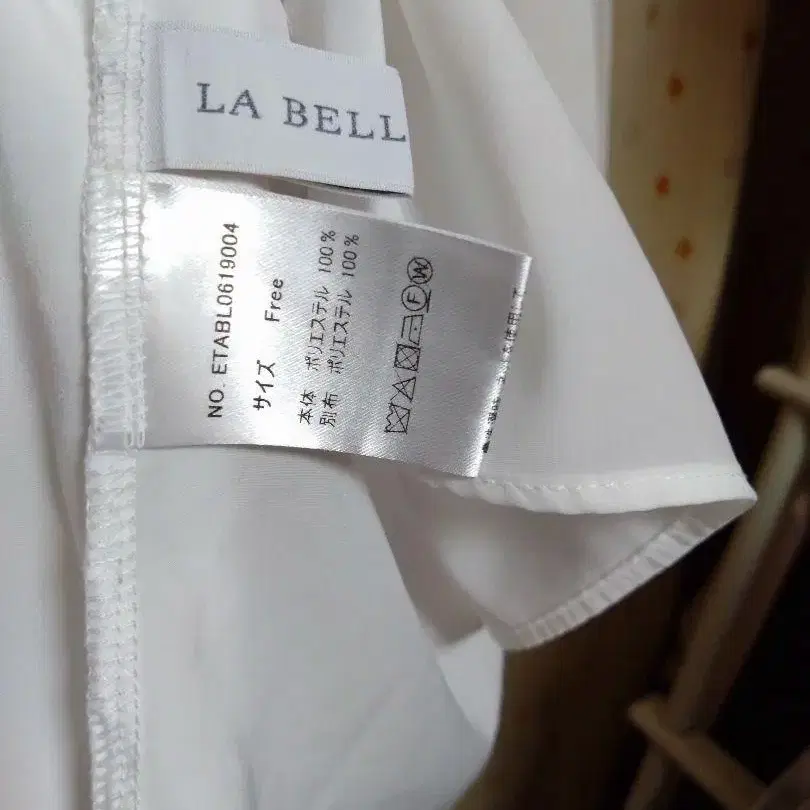 LA BELL
NO. ETABL0619004
サイズ Free
本体 ポリエステル 100%
別布 ポリエステル 100%
F W